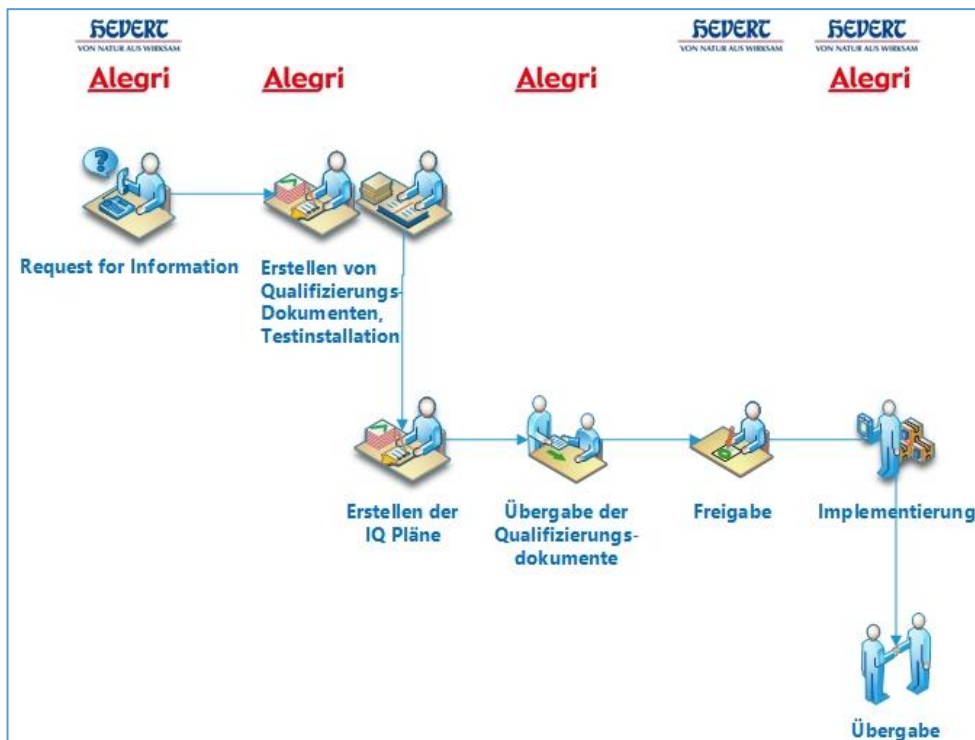 HEVERT
VON NATUR AUS WIRKSAM
Alegri
Alegri
Alegri
HEVERT
VON NATUR AUS WIRKSAM
HEVERT
VON NATUR AUS WIRKSAM
Alegri
?
Request for Information
Erstellen von
Qualifizierungs-
Dokumenten,
Testinstallation
Erstellen der
IQ Pläne
Übergabe der
Qualifizierungs-
dokumente
Freigabe
Implementierung
Übergabe